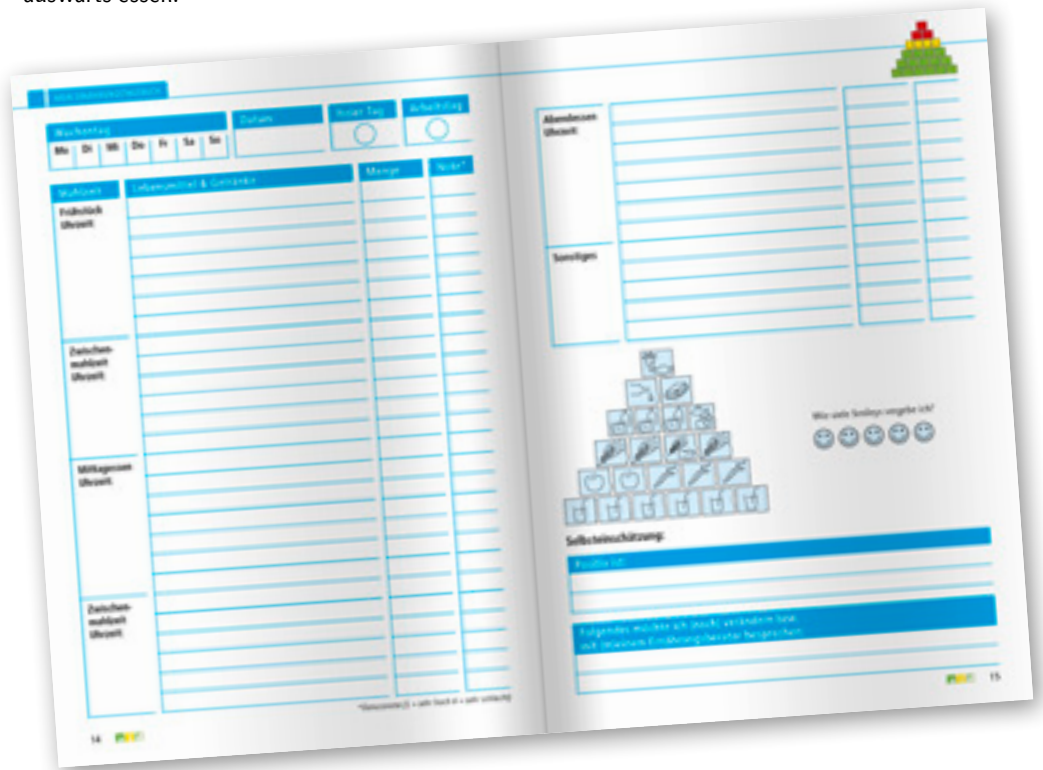 auswärts essen.
Wochentag
Datum
Freier Tag
Arbeitstag
Mo Di Mi Do Fr Sa So
Mahlzeit
Lebensmittel & Getränke
Menge
Note*
Frühstück
Uhrzeit:
Zwischen-
mahlzeit
Uhrzeit:
Mittagessen
Uhrzeit:
Zwischen-
mahlzeit
Uhrzeit:
14
Abendessen
Uhrzeit:
Sonstiges
Wie viele Smileys vergebe ich?
Selbsteinschätzung:
Positiv ist:
Folgendes möchte ich (noch) verändern bzw.
mit (m)einem Ernährungsberater besprechen:
15